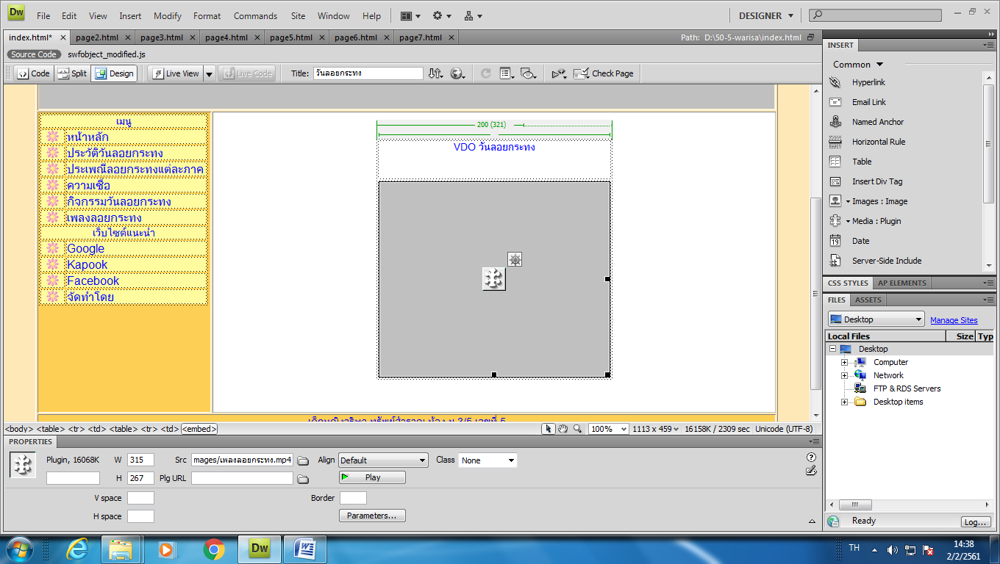 Dw File Edit View Insert Modify Format Commands Site Window Help DESIGNER
index.html* page2.html page3.html page4.html page5.html page6.html page7.html Path: D:\50-5-warisa\index.html
Source Code swfobject_modified.js
Code Split Design Live View Live Code Title: วันลอยกระทง Check Page
200 (321)
VDO วันลอยกระทง
เมนู
หน้าหลัก
ประวัติวันลอยกระทง
ประเพณีลอยกระทงแต่ละภาค
ความเชื่อ
กิจกรรมวันลอยกระทง
เพลงลอยกระทง
เว็บไซต์แนะนำ
Google
Kapook
Facebook
จัดทำโดย
<body> <table> <tr> <td> <table> <tr> <td> <embed> 100% 1113 x 459 16158K / 2309 sec Unicode (UTF-8)
PROPERTIES
Plugin, 16068K W 315 Src mages/เพลงลอยกระทง.mp4 Align Default Class None
H 267 Plg URL Play
V space Border
H space Parameters...
INSERT
Common
Hyperlink
Email Link
Named Anchor
Horizontal Rule
Table
Insert Div Tag
Images : Image
Media : Plugin
19 Date
Server-Side Include
CSS STYLES AP ELEMENTS
FILES ASSETS
Desktop Manage Sites
Local Files Size Typ
Desktop
Computer
Network
FTP & RDS Servers
Desktop items
Ready Log...
Dw TH 14:38
2/2/2561